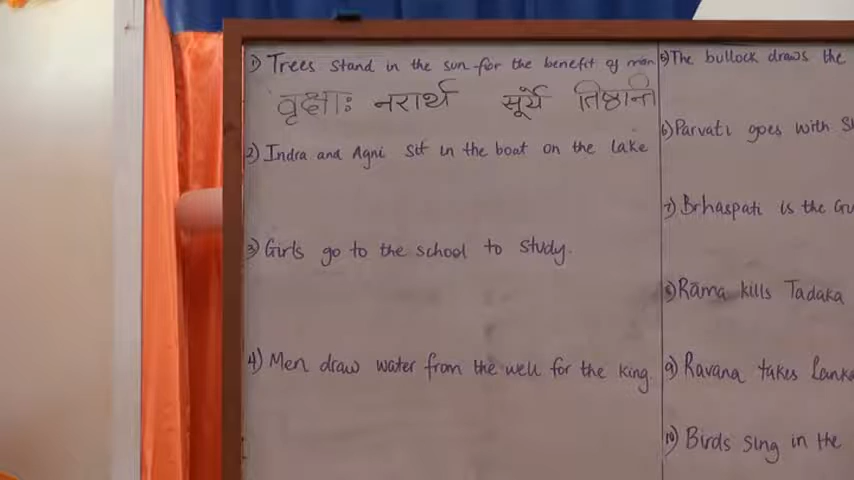 1) Trees stand in the sun for the benefit of man
वृक्षाः नरार्थ सूर्ये तिष्ठान्ति
2) Indra and Agni sit in the boat on the lake
3) Girls go to the school to study.
4) Men draw water from the well for the king.
5) The bullock draws the
6) Parvati goes with
7) Brhaspati is the
8) Rāma kills Tadaka
9) Ravana takes Lanka
10) Birds sing in the